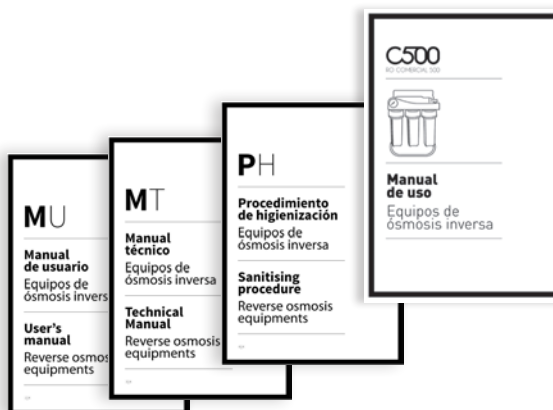 MU
Manual
de usuario
Equipos de
ósmosis invers
User's
manual
Reverse osmos
equipments
MT
Manual
técnico
Equipos de
ósmosis inversa
Technical
Manual
Reverse osmosis
equipments
PH
Procedimiento
de higienización
Equipos de
ósmosis inversa
Sanitising
procedure
Reverse osmosis
equipments
C500
RO COMERCIAL 500
Manual
de uso
Equipos de
ósmosis inversa